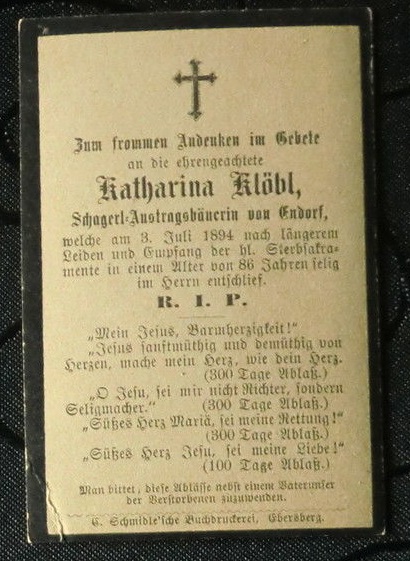 Zum frommen Andenken im Gebete
an die ehrengeachtete
Katharina Klöbl,
Schagerl-Austragsbäuerin von Endorf,
welche am 3. Juli 1894 nach längerem
Leiden und Empfang der hl. Sterbsakra-
mente in einem Alter von 86 Jahren selig
im Herrn entschlief.
R. I. P.
„Mein Jesus, Barmherzigkeit!"
„Jesus sanftmüthig und demüthig von
Herzen, mache mein Herz, wie dein Herz.
(300 Tage Ablaß.)
„O Jesu, sei mir nicht Richter, sondern
Seligmacher." (300 Tage Ablaß.)
„Süßes Herz Mariä, sei meine Rettung!"
(300 Tage Ablaß.)
„Süßes Herz Jesu, sei meine Liebe!"
(100 Tage Ablaß.)
Man bittet, diese Ablässe nebst einem Vaterunser
der Verstorbenen zuzuwenden.
C. Schmidle'sche Buchdruckerei, Ebersberg.